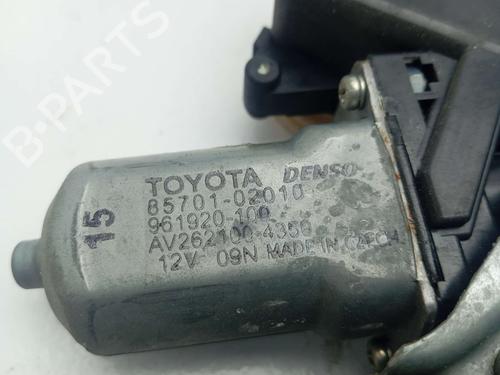 B-PARTS
TOYOTA DENSO
85701-02010
961920-100
AV262100-4350
12V 09N MADE IN CZECH
15